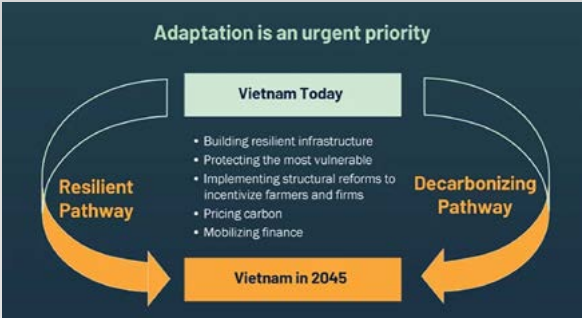 Adaptation is an urgent priority
Vietnam Today
• Building resilient infrastructure
• Protecting the most vulnerable
• Implementing structural reforms to
incentivize farmers and firms
• Pricing carbon
• Mobilizing finance
Resilient
Pathway
Decarbonizing
Pathway
Vietnam in 2045